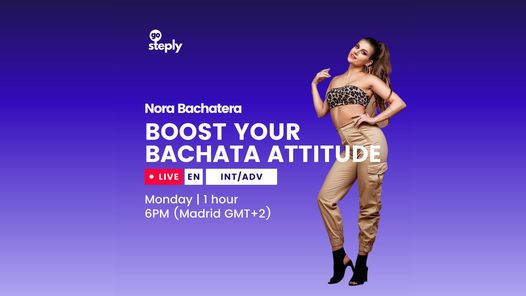 go
steply
Nora Bachatera
BOOST YOUR
BACHATA ATTITUDE
• LIVE EN INT/ADV
Monday | 1 hour
6PM (Madrid GMT+2)